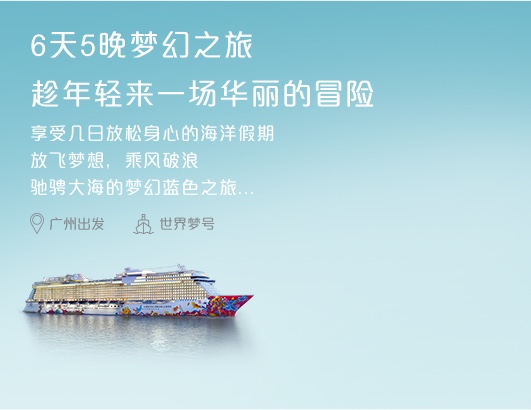 6天5晚梦幻之旅
趁年轻来一场华丽的冒险
享受几日放松身心的海洋假期
放飞梦想，乘风破浪
驰骋大海的梦幻蓝色之旅...
广州出发 世界梦号